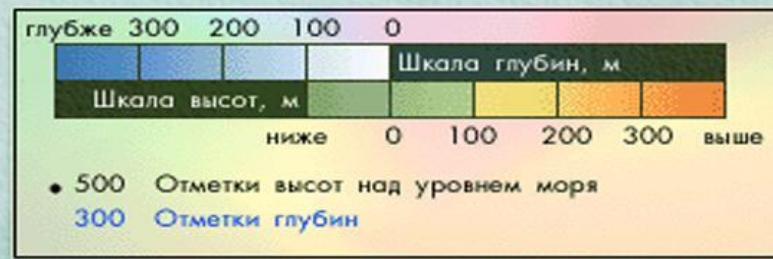 глубже 300 200 100 0
Шкала глубин, м
Шкала высот, м
ниже 0 100 200 300 выше
• 500 Отметки высот над уровнем моря
300 Отметки глубин